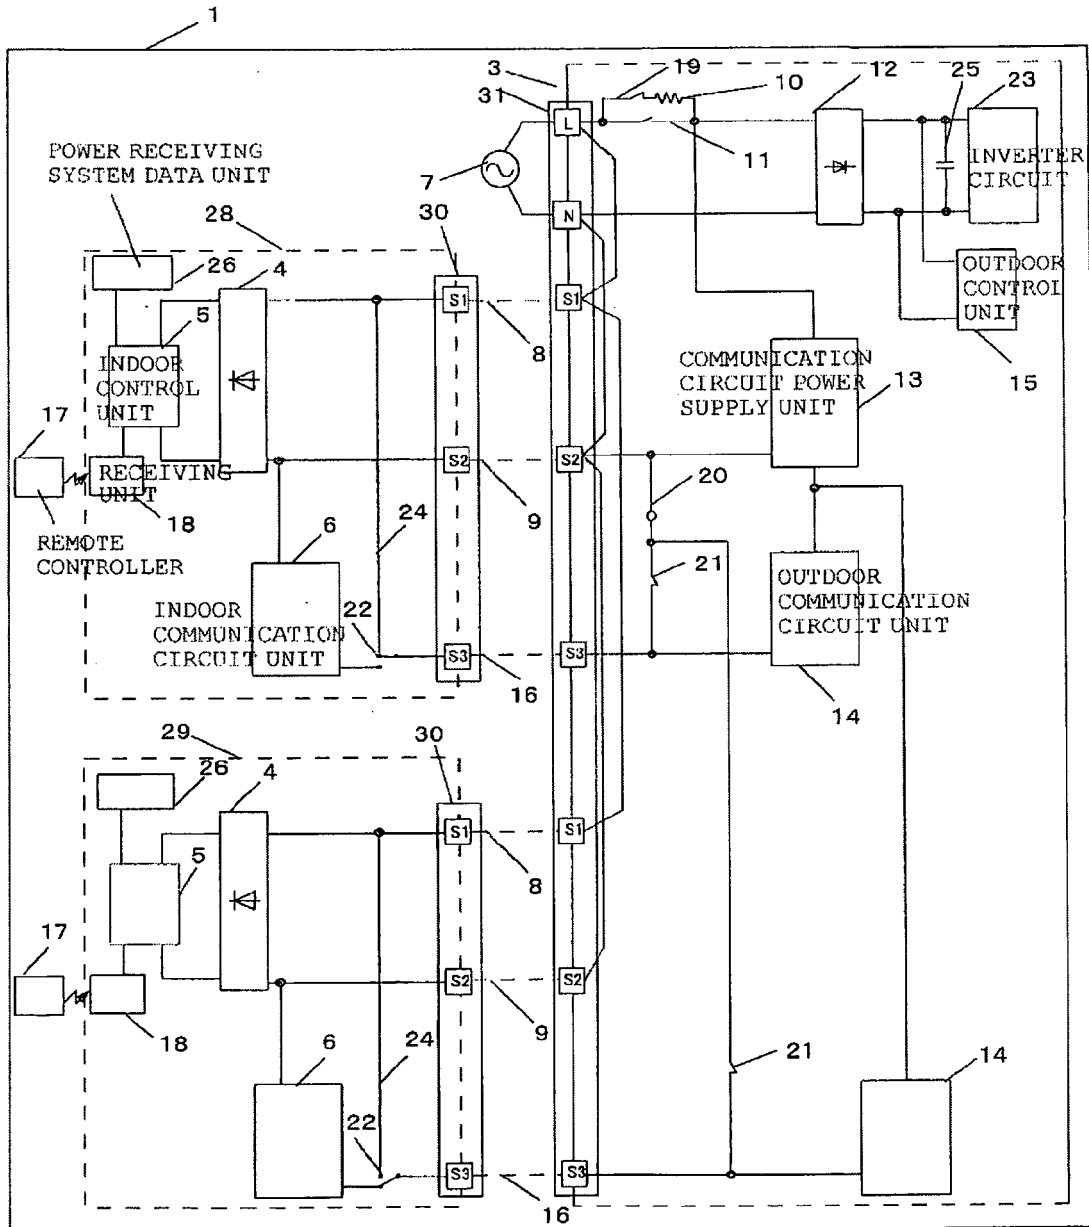 1
3
19
10
12
25
23
31
L
11
INVERTER
CIRCUIT
POWER RECEIVING
SYSTEM DATA UNIT
7
N
28
30
26
4
S1
S1
8
OUTDOOR
CONTROL
UNIT
15
5
INDOOR
CONTROL
UNIT
COMMUNICATION
CIRCUIT POWER
SUPPLY UNIT
13
17
RECEIVING
UNIT
18
S2
S2
9
20
REMOTE
CONTROLLER
6
24
21
INDOOR
COMMUNICATION
CIRCUIT UNIT
22
OUTDOOR
COMMUNICATION
CIRCUIT UNIT
S3
S3
16
14
29
30
26
4
S1
S1
8
5
17
18
S2
S2
9
6
24
21
14
22
S3
S3
16